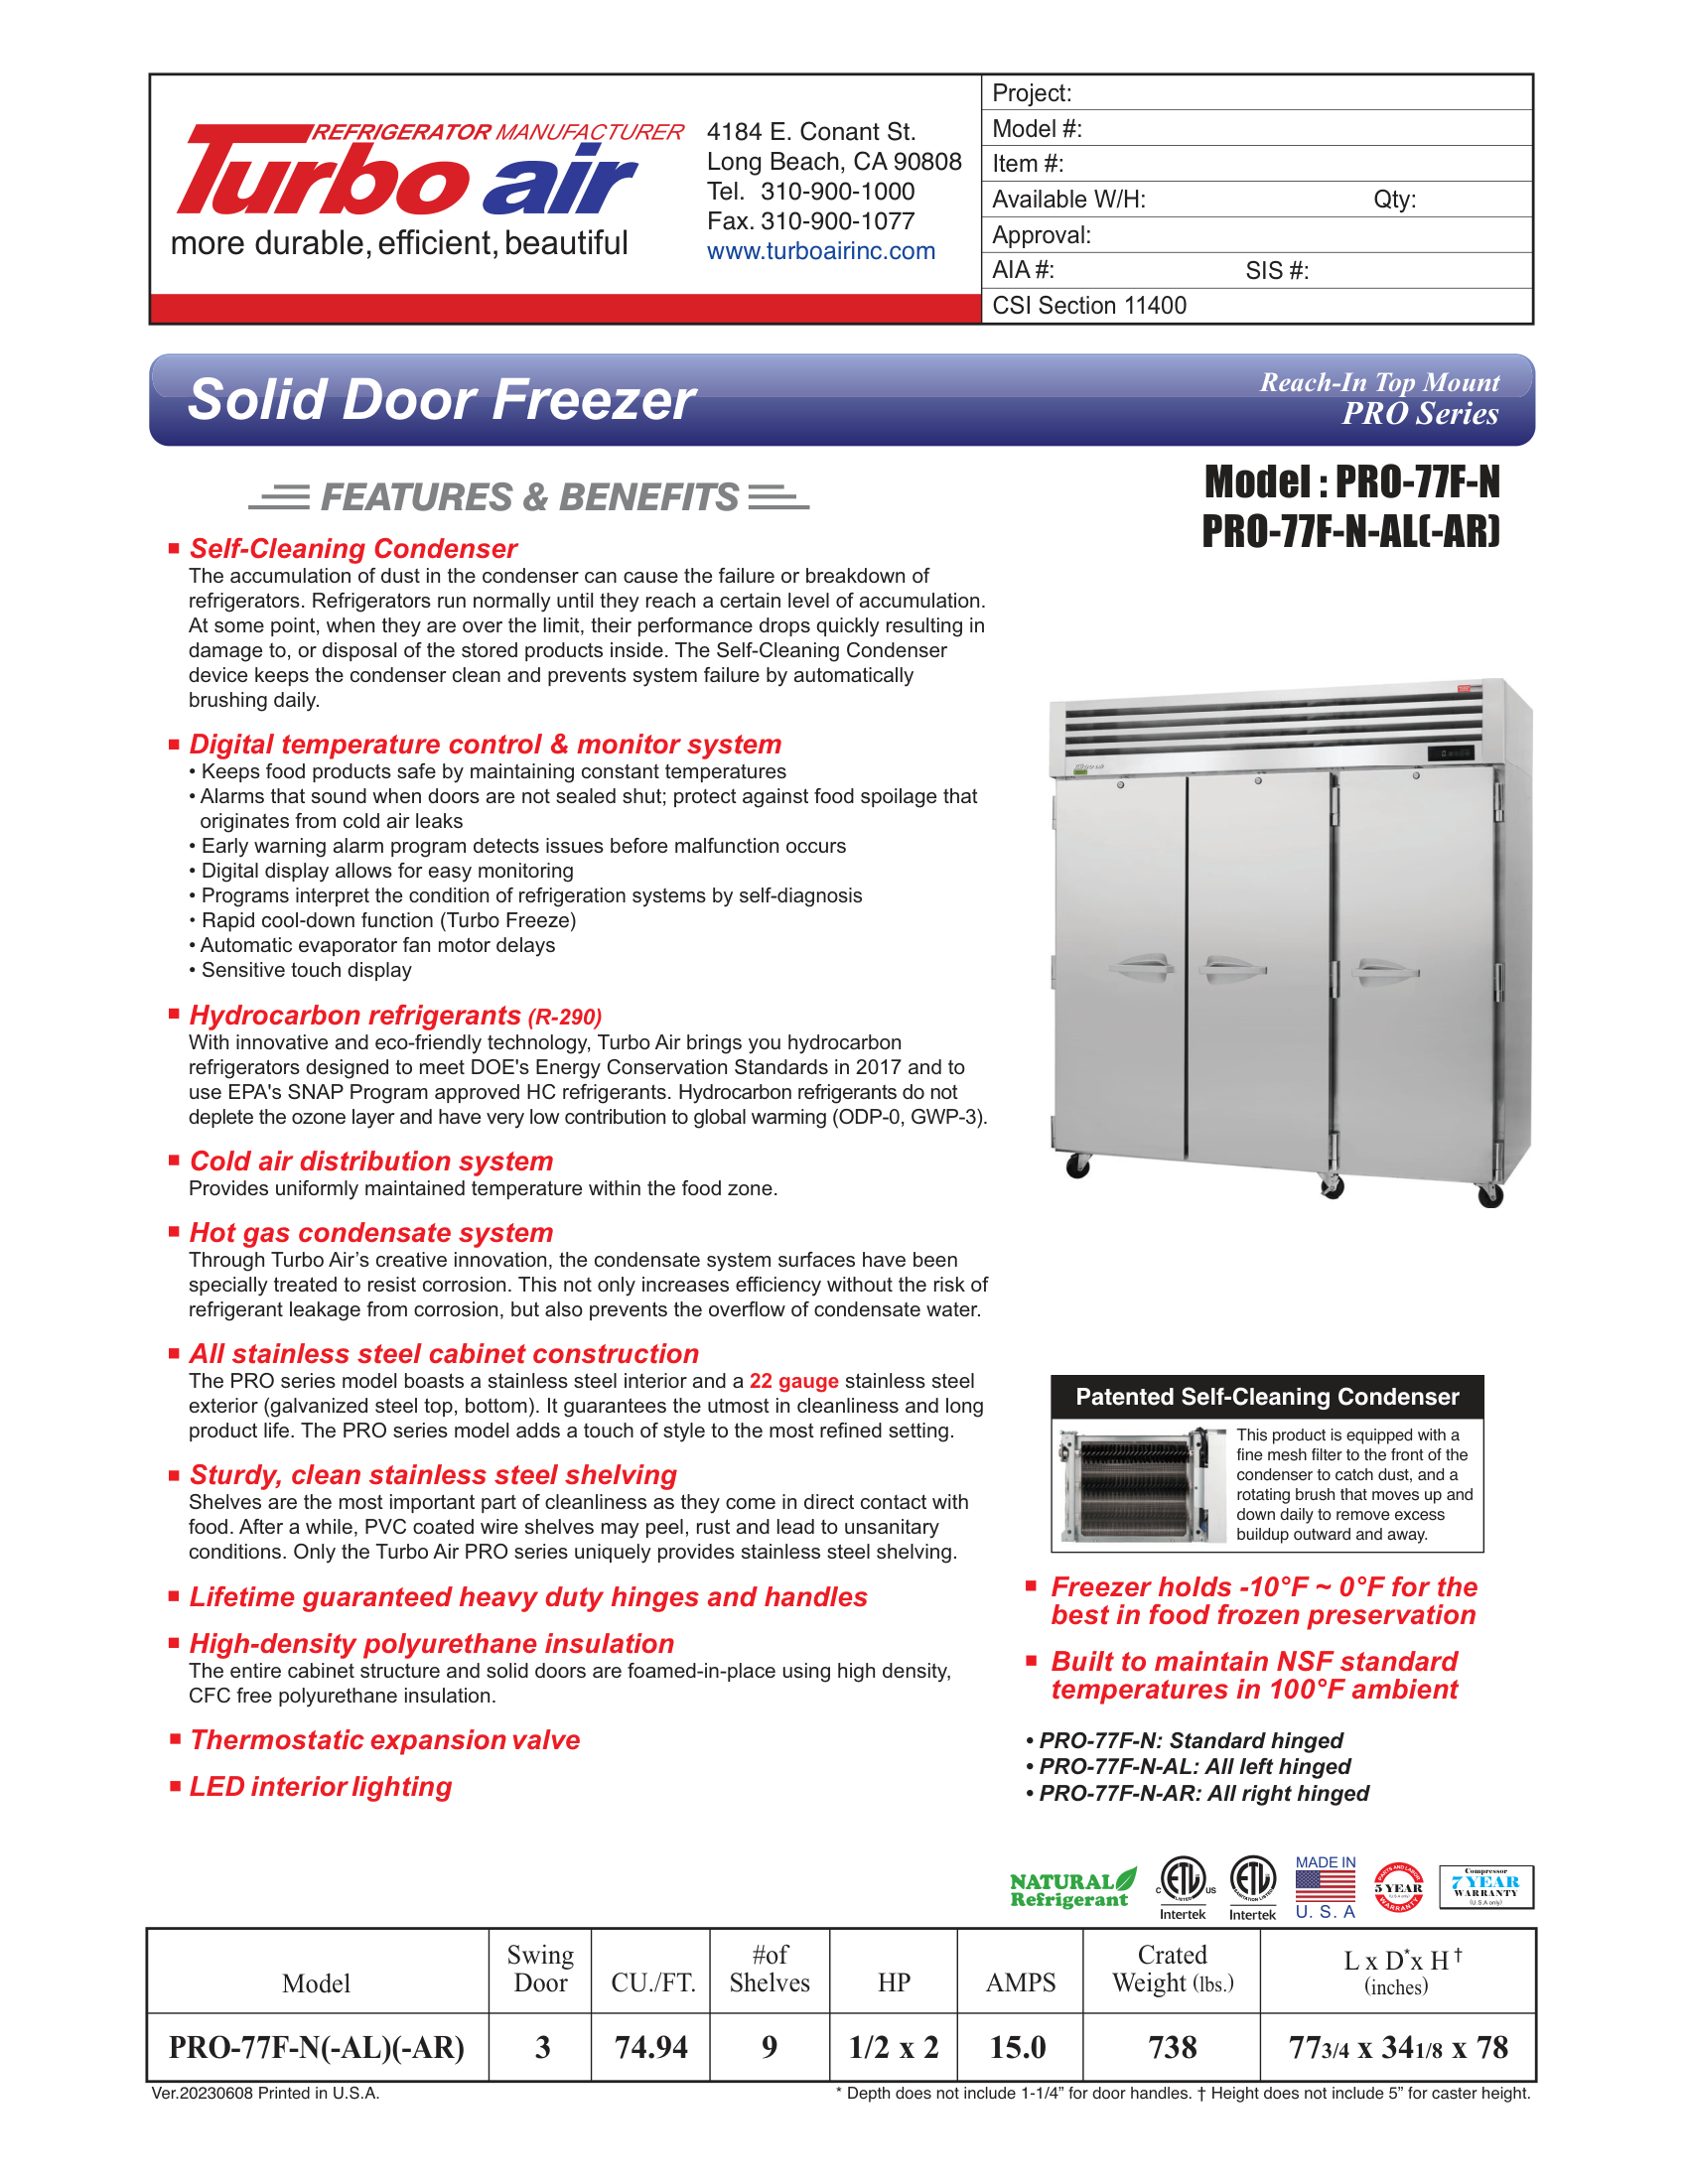 REFRIGERATOR MANUFACTURER
Turbo air
more durable, efficient, beautiful
4184 E. Conant St.
Long Beach, CA 90808
Tel. 310-900-1000
Fax. 310-900-1077
www.turboairinc.com
Project:
Model #:
Item #:
Available W/H: Qty:
Approval:
AIA #: SIS #:
CSI Section 11400
Solid Door Freezer
Reach-In Top Mount
PRO Series
FEATURES & BENEFITS
Model : PRO-77F-N
PRO-77F-N-AL(-AR)
Self-Cleaning Condenser
The accumulation of dust in the condenser can cause the failure or breakdown of
refrigerators. Refrigerators run normally until they reach a certain level of accumulation.
At some point, when they are over the limit, their performance drops quickly resulting in
damage to, or disposal of the stored products inside. The Self-Cleaning Condenser
device keeps the condenser clean and prevents system failure by automatically
brushing daily.
Digital temperature control & monitor system
• Keeps food products safe by maintaining constant temperatures
• Alarms that sound when doors are not sealed shut; protect against food spoilage that
originates from cold air leaks
• Early warning alarm program detects issues before malfunction occurs
• Digital display allows for easy monitoring
• Programs interpret the condition of refrigeration systems by self-diagnosis
• Rapid cool-down function (Turbo Freeze)
• Automatic evaporator fan motor delays
• Sensitive touch display
Hydrocarbon refrigerants (R-290)
With innovative and eco-friendly technology, Turbo Air brings you hydrocarbon
refrigerators designed to meet DOE's Energy Conservation Standards in 2017 and to
use EPA's SNAP Program approved HC refrigerants. Hydrocarbon refrigerants do not
deplete the ozone layer and have very low contribution to global warming (ODP-0, GWP-3).
Cold air distribution system
Provides uniformly maintained temperature within the food zone.
Hot gas condensate system
Through Turbo Air’s creative innovation, the condensate system surfaces have been
specially treated to resist corrosion. This not only increases efficiency without the risk of
refrigerant leakage from corrosion, but also prevents the overflow of condensate water.
All stainless steel cabinet construction
The PRO series model boasts a stainless steel interior and a 22 gauge stainless steel
exterior (galvanized steel top, bottom). It guarantees the utmost in cleanliness and long
product life. The PRO series model adds a touch of style to the most refined setting.
Sturdy, clean stainless steel shelving
Shelves are the most important part of cleanliness as they come in direct contact with
food. After a while, PVC coated wire shelves may peel, rust and lead to unsanitary
conditions. Only the Turbo Air PRO series uniquely provides stainless steel shelving.
Lifetime guaranteed heavy duty hinges and handles
High-density polyurethane insulation
The entire cabinet structure and solid doors are foamed-in-place using high density,
CFC free polyurethane insulation.
Thermostatic expansion valve
LED interior lighting
Patented Self-Cleaning Condenser
This product is equipped with a
fine mesh filter to the front of the
condenser to catch dust, and a
rotating brush that moves up and
down daily to remove excess
buildup outward and away.
Freezer holds -10°F ~ 0°F for the
best in food frozen preservation
Built to maintain NSF standard
temperatures in 100°F ambient
• PRO-77F-N: Standard hinged
• PRO-77F-N-AL: All left hinged
• PRO-77F-N-AR: All right hinged
NATURAL
Refrigerant
C ETL US
LISTED
Intertek
ETL
SANITATION LISTED
Intertek
MADE IN
U. S. A
PARTS AND LABOR
5 YEAR
(U.S.A only)
WARRANTY
Compressor
7 YEAR
WARRANTY
(U.S.A only)
Model Swing Door CU./FT. #of Shelves HP AMPS Crated Weight (lbs.) L x D* x H† (inches)
PRO-77F-N(-AL)(-AR) 3 74.94 9 1/2 x 2 15.0 738 77 3/4 x 34 1/8 x 78
Ver.20230608 Printed in U.S.A.
* Depth does not include 1-1/4” for door handles. † Height does not include 5” for caster height.